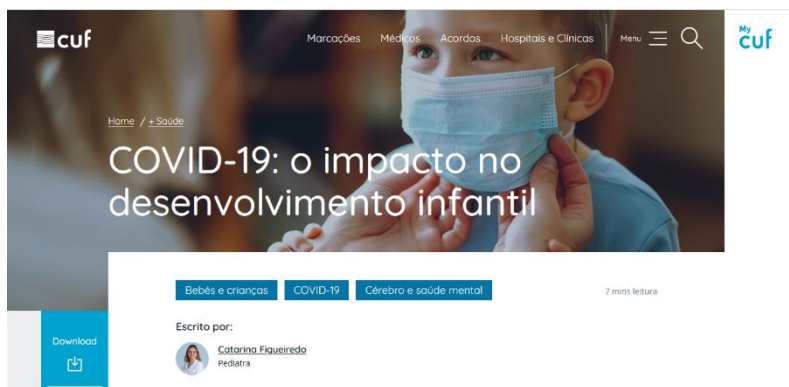 cuf
Marcações Médicos Acordos Hospitais e Clínicas Menu
My
cuf
Home / + Saúde
COVID-19: o impacto no
desenvolvimento infantil
Bebés e crianças COVID-19 Cérebro e saúde mental 7 mins leitura
Escrito por:
Catarina Figueiredo
Pediatra
Download